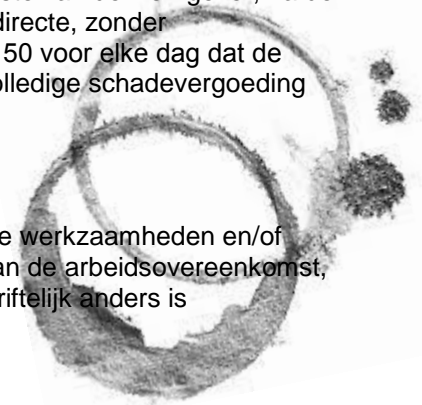 directe, zonder
50 voor elke dag dat de
olledige schadevergoeding
e werkzaamheden en/of
an de arbeidsovereenkomst,
riftelijk anders is